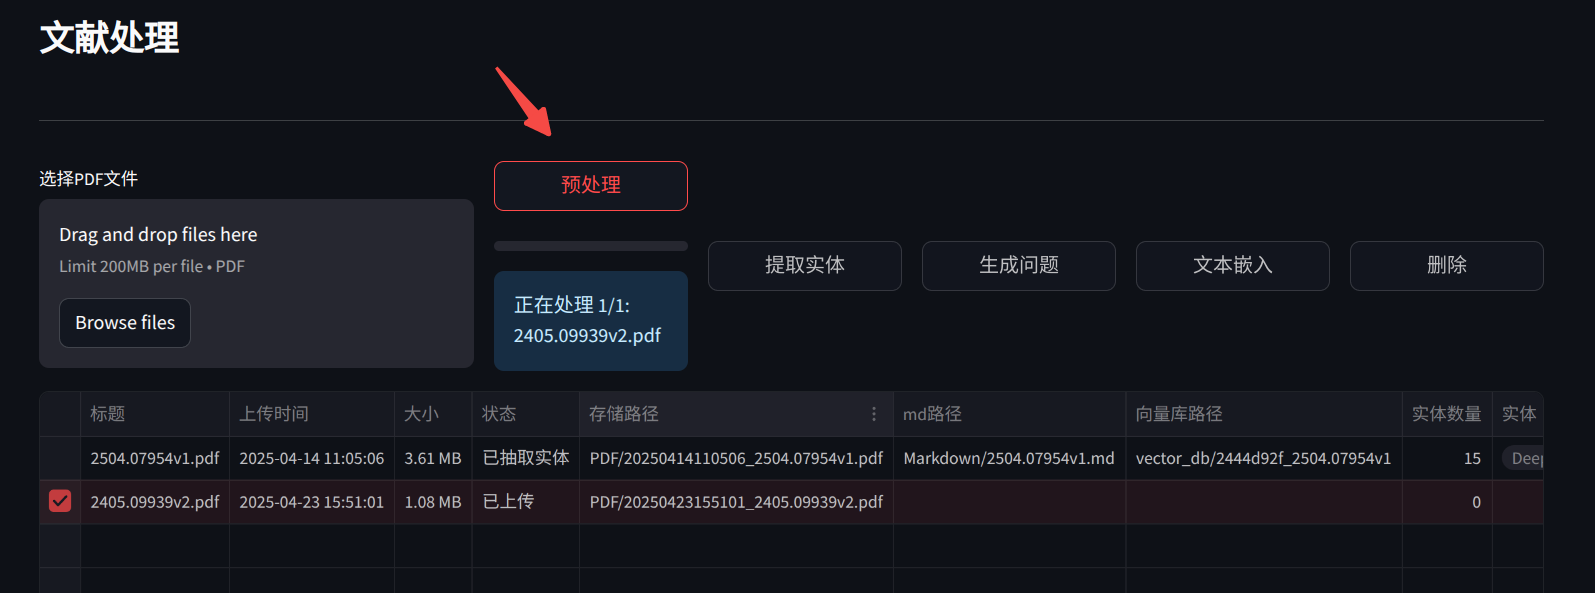 文献处理
选择PDF文件
Drag and drop files here
Limit 200MB per file • PDF
Browse files
预处理
正在处理 1/1:
2405.09939v2.pdf
提取实体
生成问题
文本嵌入
删除
标题 上传时间 大小 状态 存储路径 md路径 向量库路径 实体数量 实体
2504.07954v1.pdf 2025-04-14 11:05:06 3.61 MB 已抽取实体 PDF/20250414110506_2504.07954v1.pdf Markdown/2504.07954v1.md vector_db/2444d92f_2504.07954v1 15 Deep
2405.09939v2.pdf 2025-04-23 15:51:01 1.08 MB 已上传 PDF/20250423155101_2405.09939v2.pdf 0